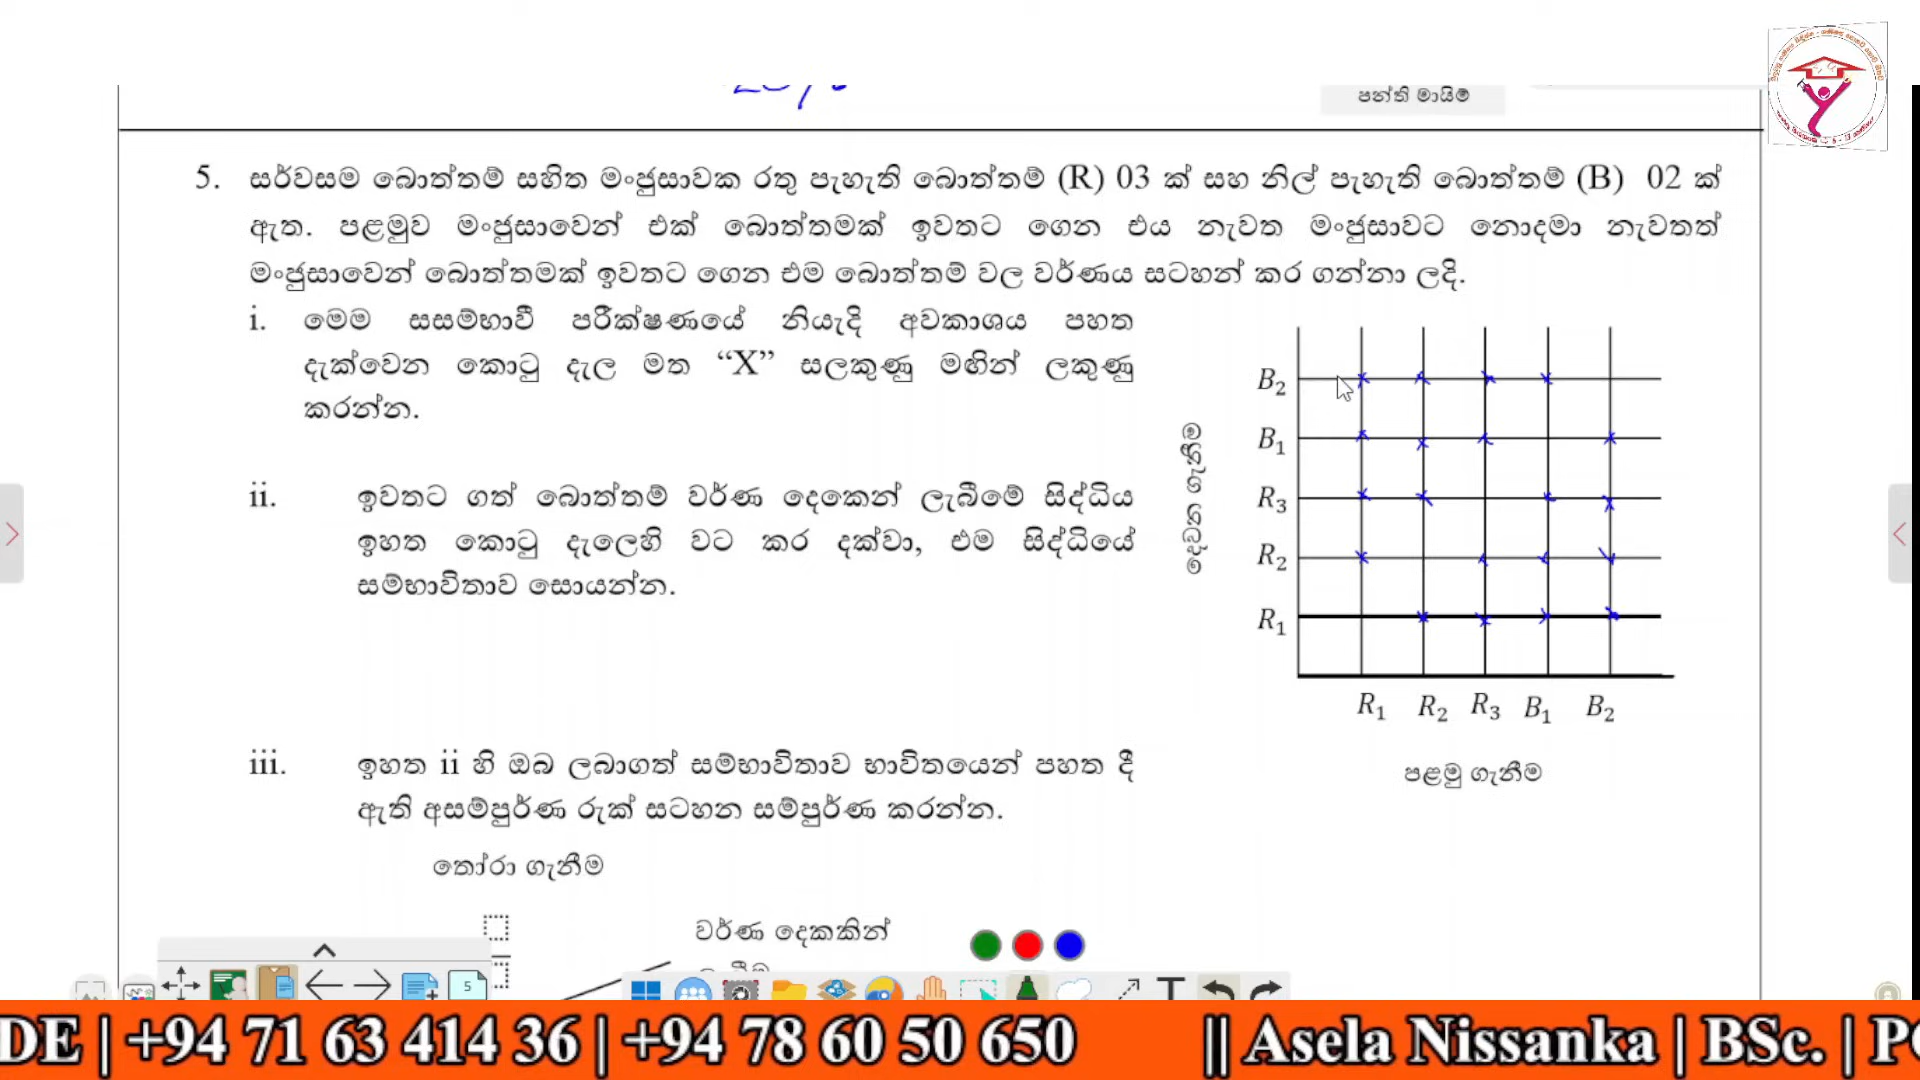 පන්ති මායිම්
5. සර්වසම බොත්තම් සහිත මංජුසාවක රතු පැහැති බොත්තම් (R) 03 ක් සහ නිල් පැහැති බොත්තම් (B) 02 ක්
ඇත. පළමුව මංජුසාවෙන් එක් බොත්තමක් ඉවතට ගෙන එය නැවත මංජුසාවට නොදමා නැවතත්
මංජුසාවෙන් බොත්තමක් ඉවතට ගෙන එම බොත්තම් වල වර්ණය සටහන් කර ගන්නා ලදි.
i. මෙම සසම්භාවී පරීක්ෂණයේ නියැදි අවකාශය පහත
දැක්වෙන කොටු දැල මත “X” සලකුණු මඟින් ලකුණු
කරන්න.
ii. ඉවතට ගත් බොත්තම් වර්ණ දෙකෙන් ලැබීමේ සිද්ධිය
ඉහත කොටු දැලෙහි වට කර දක්වා, එම සිද්ධියේ
සම්භාවිතාව සොයන්න.
දෙවන ගැනීම
B2
B1
R3
R2
R1
R1 R2 R3 B1 B2
පළමු ගැනීම
iii. ඉහත ii හි ඔබ ලබාගත් සම්භාවිතාව භාවිතයෙන් පහත දී
ඇති අසම්පුර්ණ රුක් සටහන සම්පුර්ණ කරන්න.
තෝරා ගැනීම
වර්ණ දෙකකින්
5
DE | +94 71 63 414 36 | +94 78 60 50 650 || Asela Nissanka | BSc. |